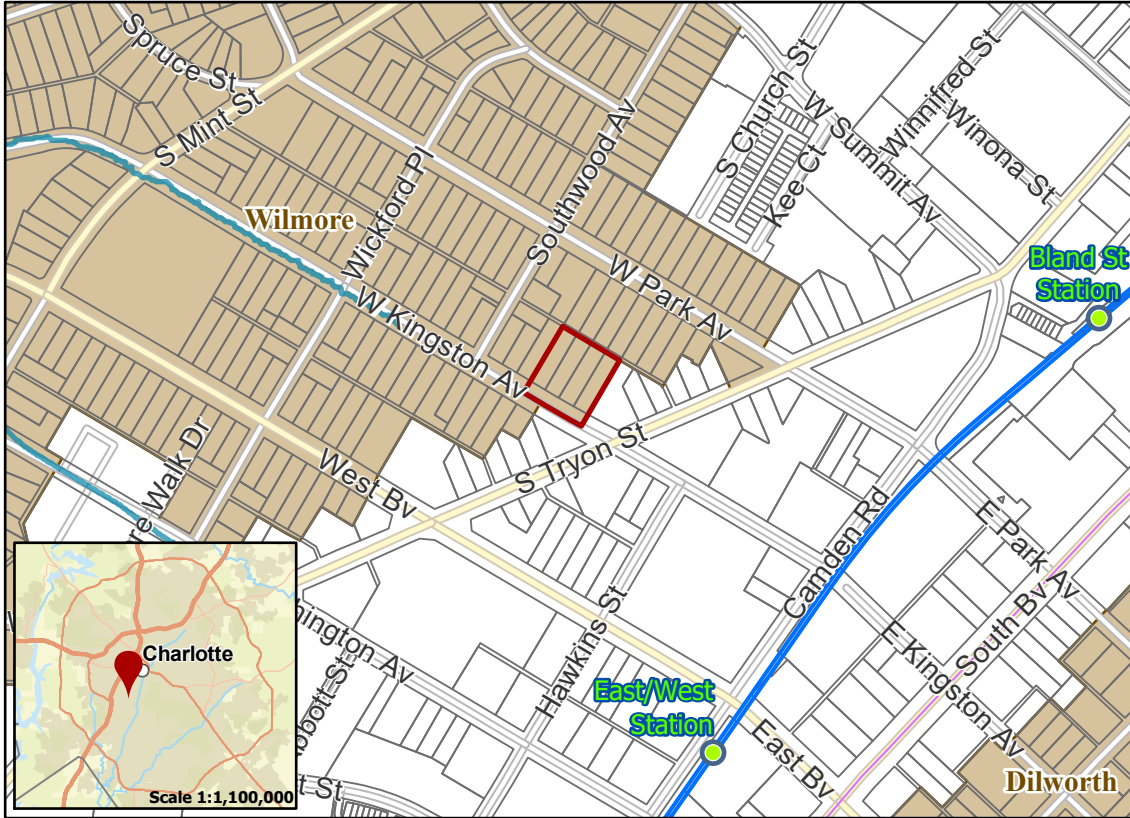 Spruce St
S Mint St
Wilmore
Wickford Pl
Southwood Av
S Church St
Kee Ct
W Summit Av
Winnifred St
Winona St
Bland St
Station
W Park Av
W Kingston Av
S Tryon St
West Bv
Camden Rd
E Park Av
South Bv
E Kingston Av
Hawkins St
East/West
Station
East Bv
Dilworth
Charlotte
Scale 1:1,100,000